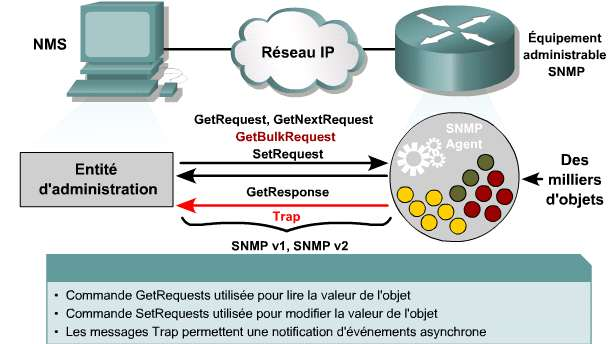 NMS
Réseau IP
Équipement
administrable
SNMP
GetRequest, GetNextRequest
GetBulkRequest
SetRequest
SNMP
Agent
Entité
d'administration
Des
milliers
d'objets
GetResponse
Trap
SNMP v1, SNMP v2
• Commande GetRequests utilisée pour lire la valeur de l'objet
• Commande SetRequests utilisée pour modifier la valeur de l'objet
• Les messages Trap permettent une notification d'événements asynchrone